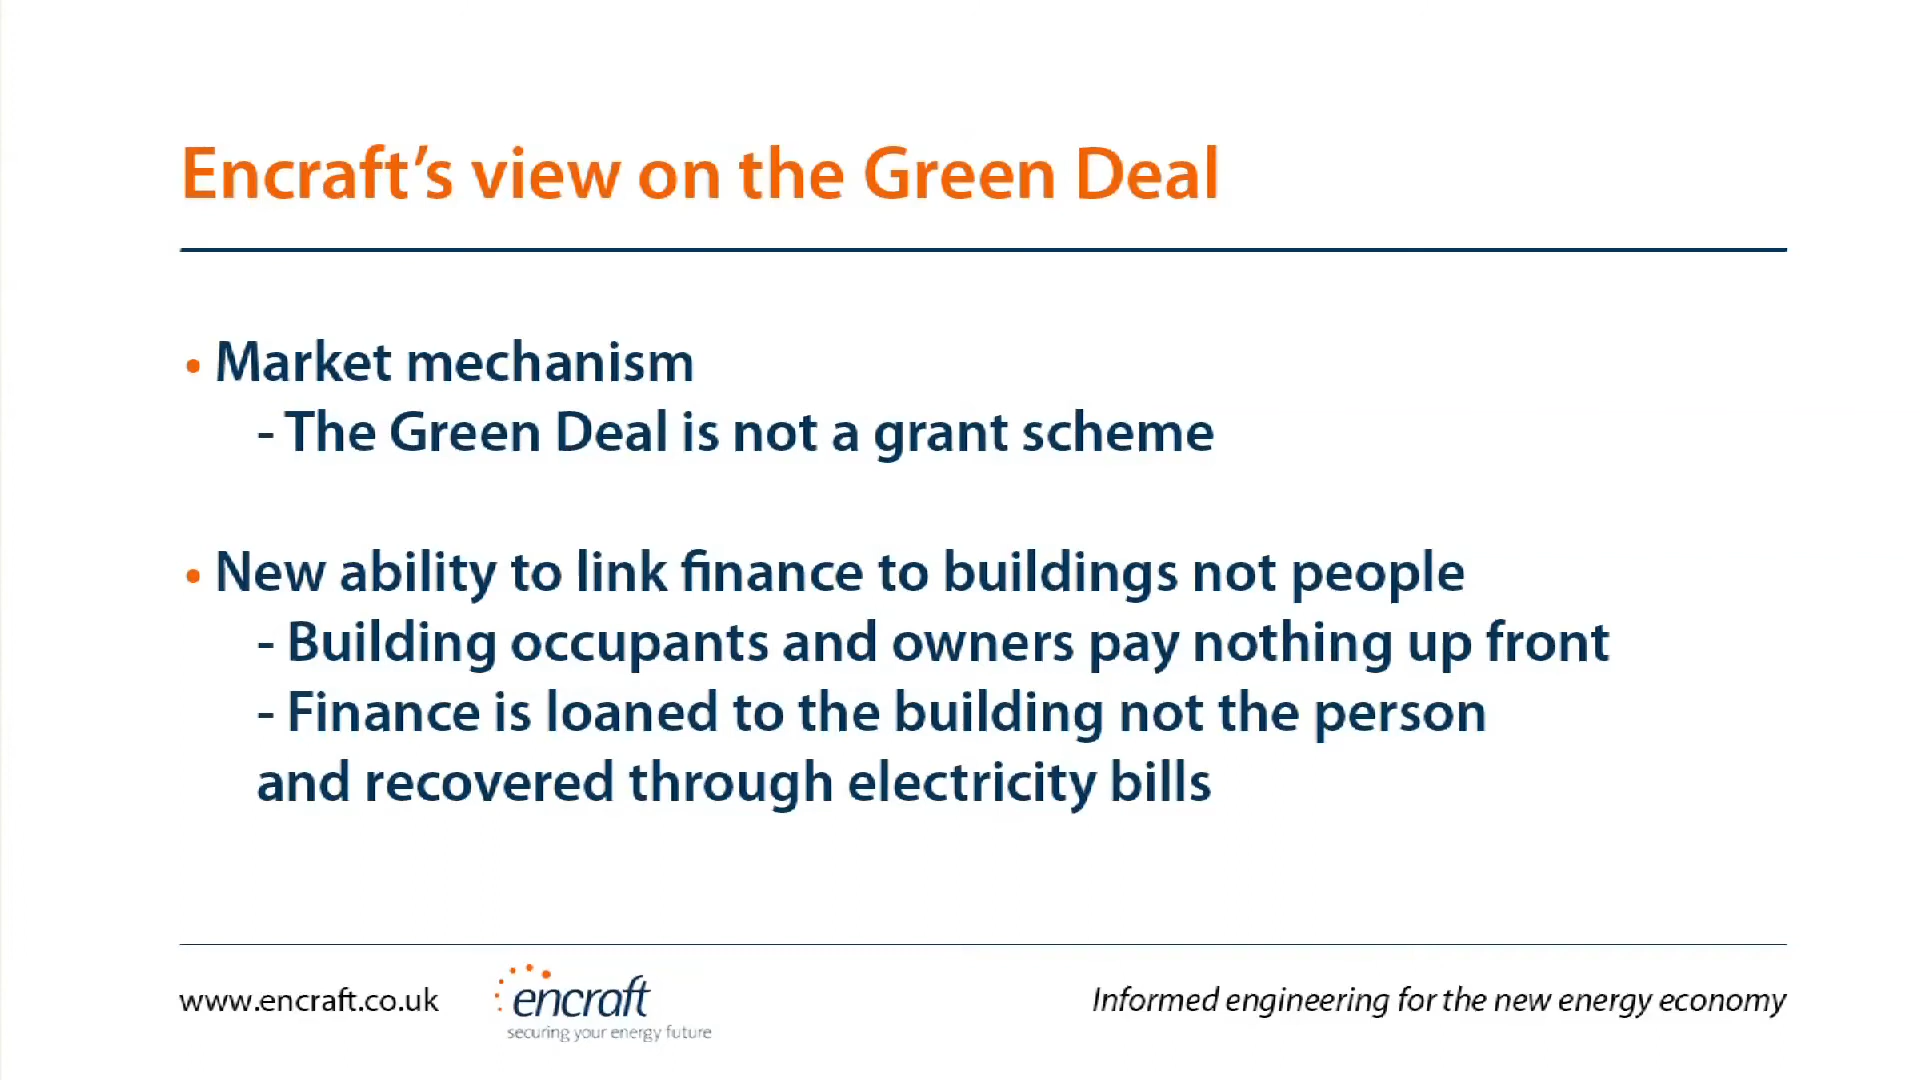 Encraft’s view on the Green Deal
• Market mechanism
- The Green Deal is not a grant scheme
• New ability to link finance to buildings not people
- Building occupants and owners pay nothing up front
- Finance is loaned to the building not the person
and recovered through electricity bills
www.encraft.co.uk
encraft
securing your energy future
Informed engineering for the new energy economy